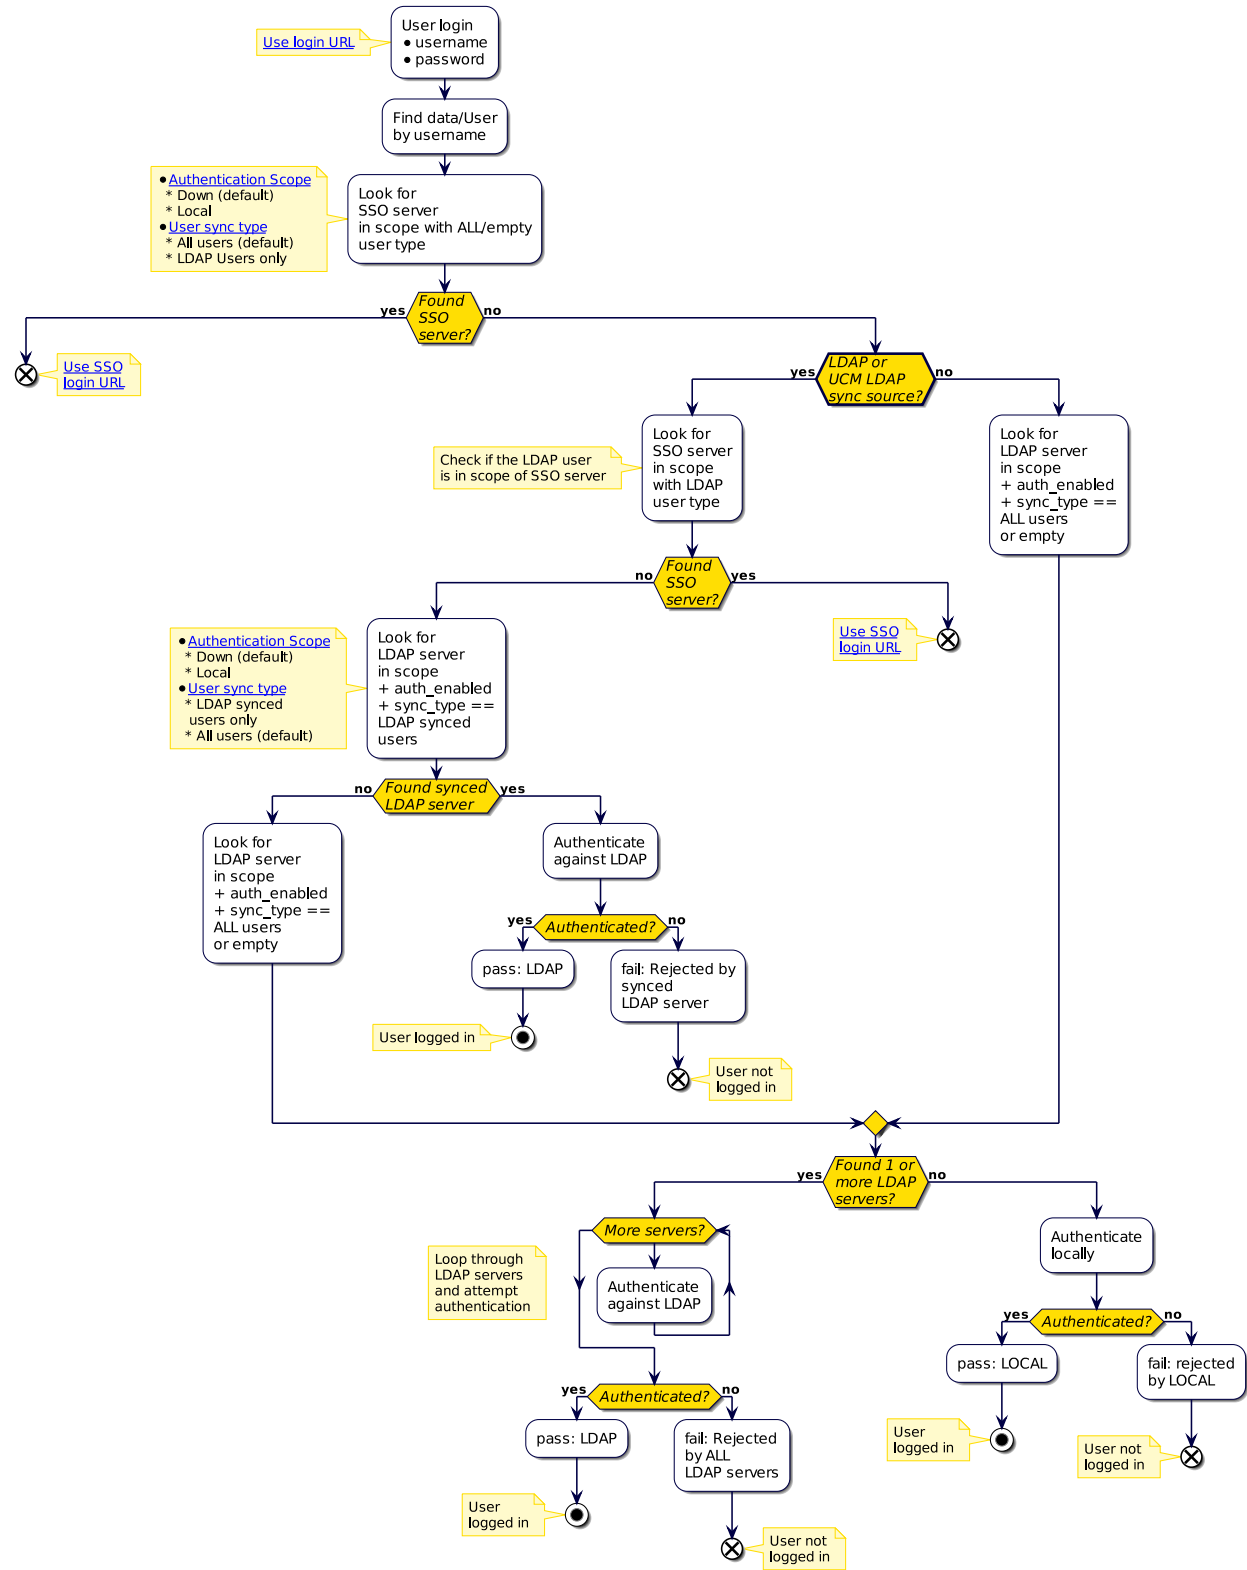 User login
• username
• password
Use login URL
Find data/User
by username
• Authentication Scope
* Down (default)
* Local
• User sync type
* All users (default)
* LDAP Users only
Look for
SSO server
in scope with ALL/empty
user type
Found
SSO
server?
yes
no
Use SSO
login URL
LDAP or
UCM LDAP
sync source?
yes
no
Check if the LDAP user
is in scope of SSO server
Look for
SSO server
in scope
with LDAP
user type
Look for
LDAP server
in scope
+ auth_enabled
+ sync_type ==
ALL users
or empty
Found
SSO
server?
no
yes
Use SSO
login URL
• Authentication Scope
* Down (default)
* Local
• User sync type
* LDAP synced
users only
* All users (default)
Look for
LDAP server
in scope
+ auth_enabled
+ sync_type ==
LDAP synced
users
Found synced
LDAP server
no
yes
Look for
LDAP server
in scope
+ auth_enabled
+ sync_type ==
ALL users
or empty
Authenticate
against LDAP
yes
Authenticated?
no
pass: LDAP
fail: Rejected by
synced
LDAP server
User logged in
User not
logged in
Found 1 or
more LDAP
servers?
yes
no
More servers?
Loop through
LDAP servers
and attempt
authentication
Authenticate
against LDAP
Authenticate
locally
yes
Authenticated?
no
pass: LOCAL
fail: rejected
by LOCAL
yes
Authenticated?
no
pass: LDAP
fail: Rejected
by ALL
LDAP servers
User
logged in
User not
logged in
User
logged in
User not
logged in